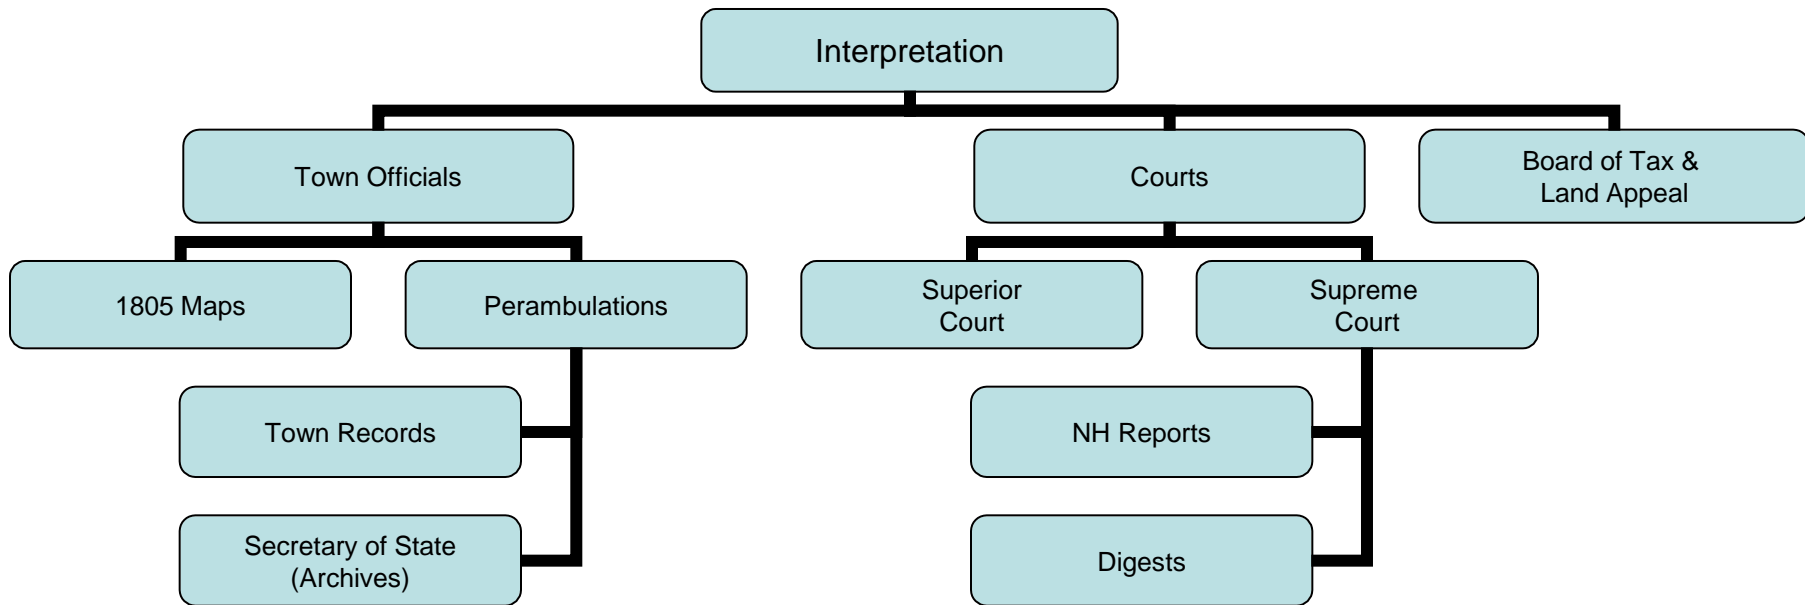 Interpretation
Town Officials
Courts
Board of Tax &
Land Appeal
1805 Maps
Perambulations
Superior
Court
Supreme
Court
Town Records
NH Reports
Secretary of State
(Archives)
Digests